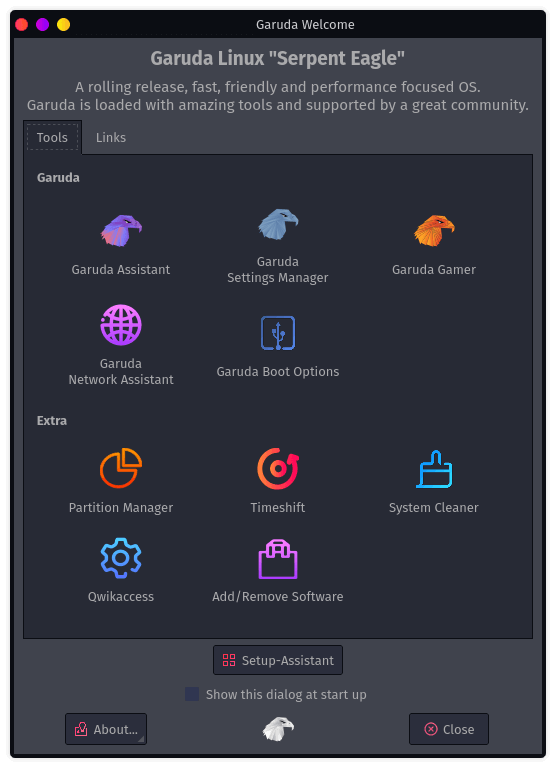 Garuda Welcome
Garuda Linux "Serpent Eagle"
A rolling release, fast, friendly and performance focused OS.
Garuda is loaded with amazing tools and supported by a great community.
Tools
Links
Garuda
Garuda Assistant
Garuda
Settings Manager
Garuda Gamer
Garuda
Network Assistant
Garuda Boot Options
Extra
Partition Manager
Timeshift
System Cleaner
Qwikaccess
Add/Remove Software
Setup-Assistant
Show this dialog at start up
About...
Close